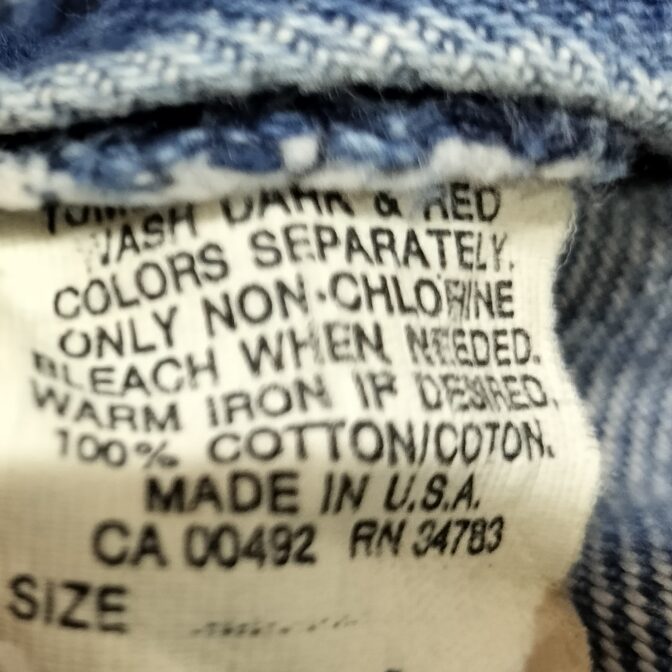 DARK & RED
WASH
COLORS SEPARATELY.
ONLY NON-CHLORINE
BLEACH WHEN NEEDED.
WARM IRON IF DESIRED.
100% COTTON/COTON.
MADE IN U.S.A.
CA 00492 RN 34783
SIZE